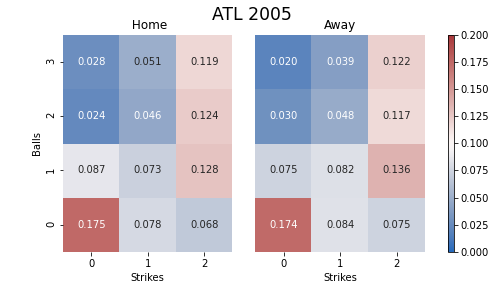 ATL 2005
Home Away
0.200
3 0.028 0.051 0.119 0.020 0.039 0.122
0.175
0.150
2 0.024 0.046 0.124 0.030 0.048 0.117
0.125
Balls
0.100
1 0.087 0.073 0.128 0.075 0.082 0.136
0.075
0.050
0 0.175 0.078 0.068 0.174 0.084 0.075
0.025
0.000
0 1 2 0 1 2
Strikes Strikes